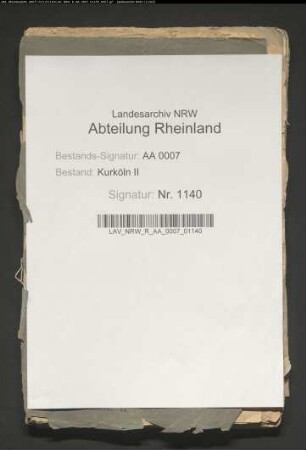 Landesarchiv NRW
Abteilung Rheinland
Bestands-Signatur: AA 0007
Bestand: Kurköln II
Signatur: Nr. 1140
LAV_NRW_R_AA_0007_01140